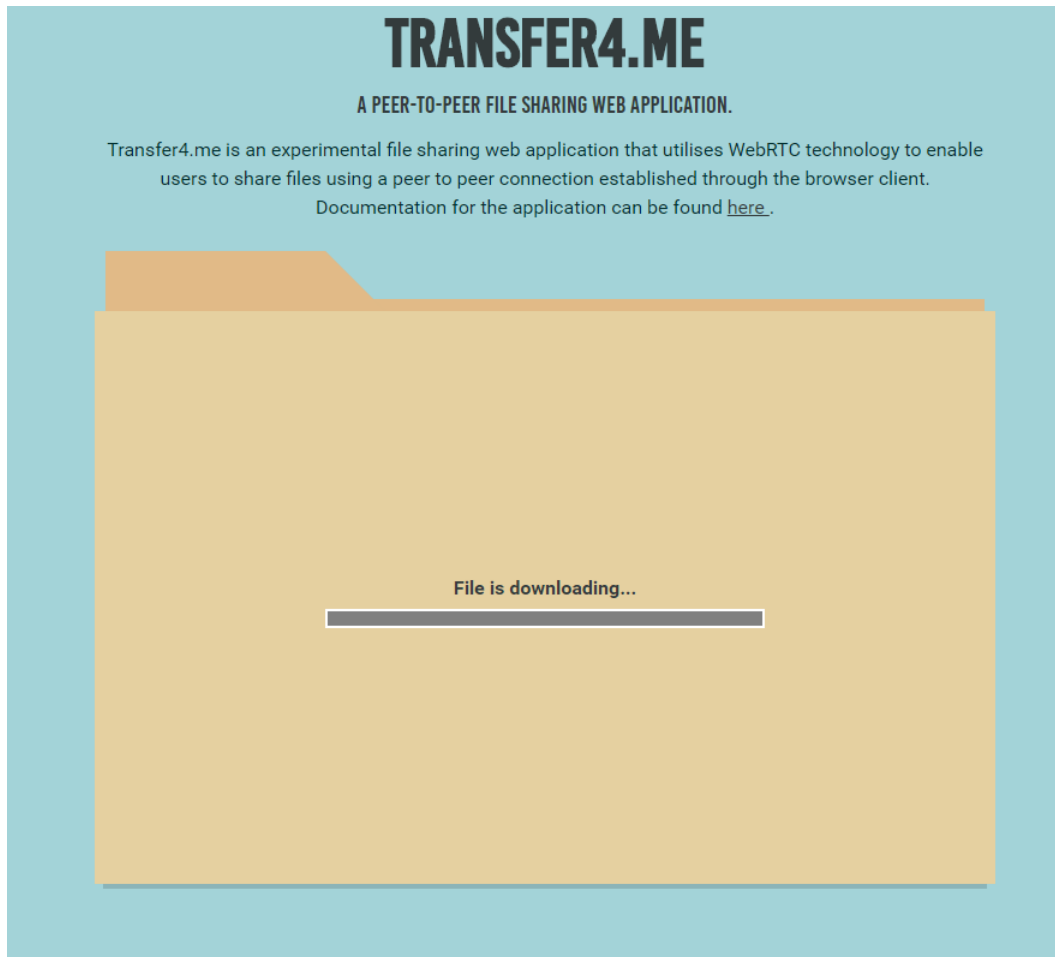 TRANSFER4.ME
A PEER-TO-PEER FILE SHARING WEB APPLICATION.
Transfer4.me is an experimental file sharing web application that utilises WebRTC technology to enable
users to share files using a peer to peer connection established through the browser client.
Documentation for the application can be found here .
File is downloading...